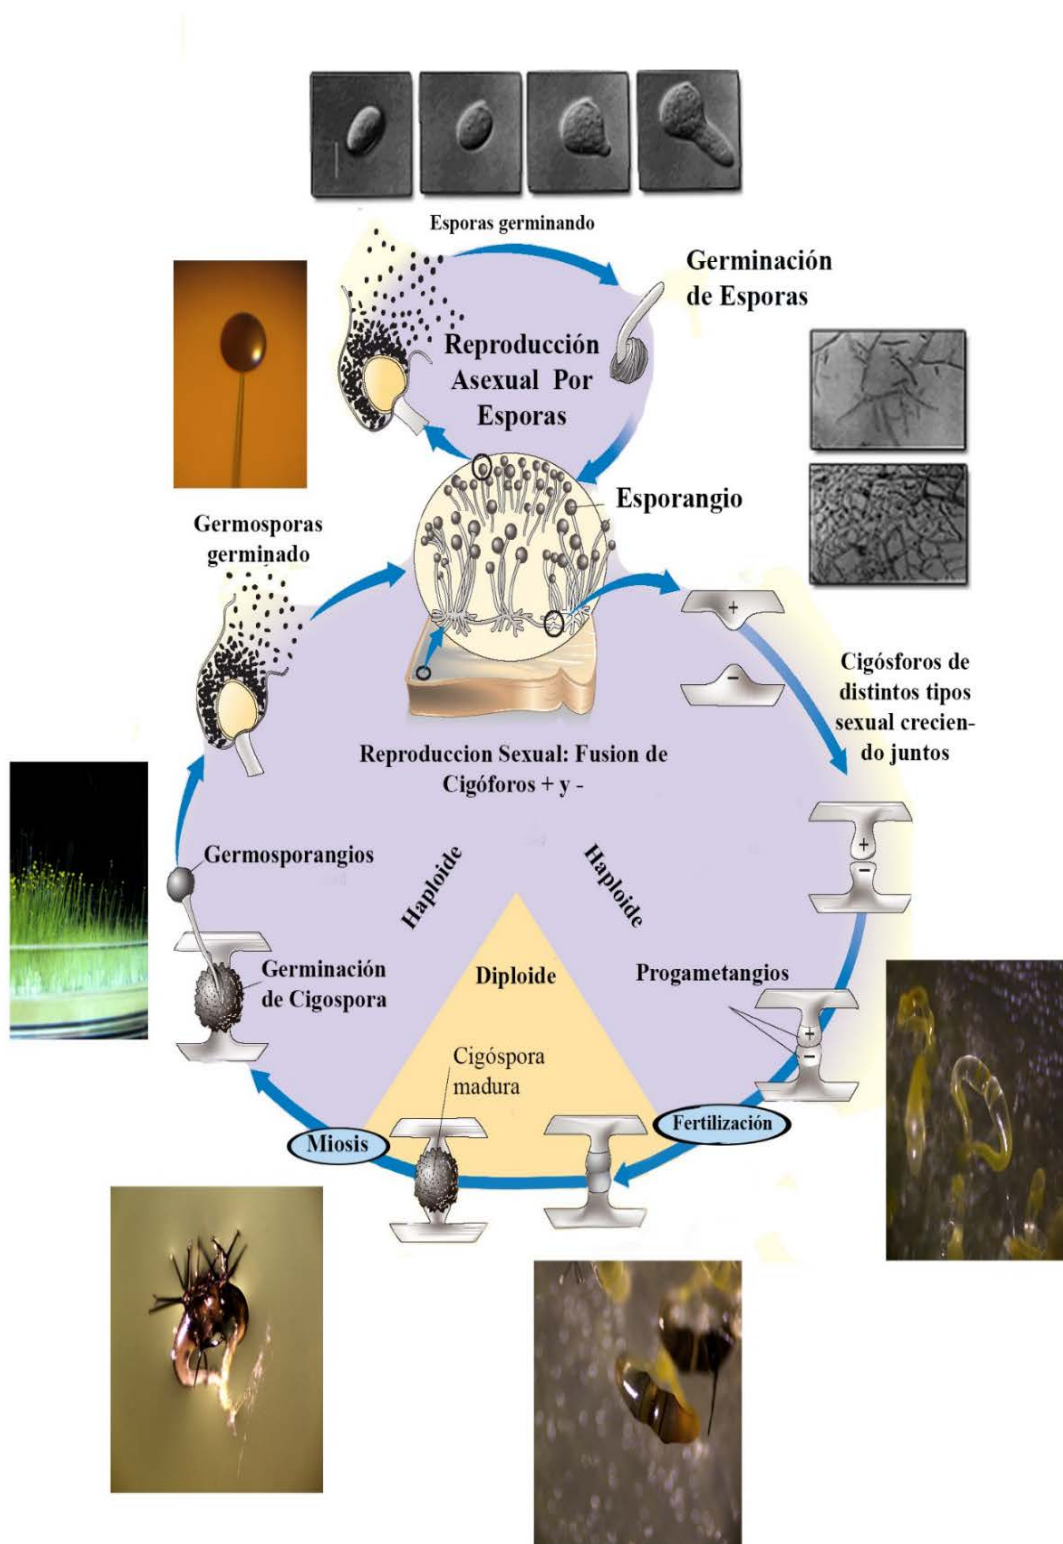 Esporas germinando
Germinación
de Esporas
Reproducción
Asexual Por
Esporas
Esporangio
Germosporas
germinado
+
−
Cigósforos de
distintos tipos
sexual crecien-
do juntos
Reproduccion Sexual: Fusion de
Cigóforos + y -
+
−
Germosporangios
Haploide
Haploide
Germinación
de Cigospora
Diploide
Progametangios
+
−
Cigóspora
madura
Fertilización
Miosis